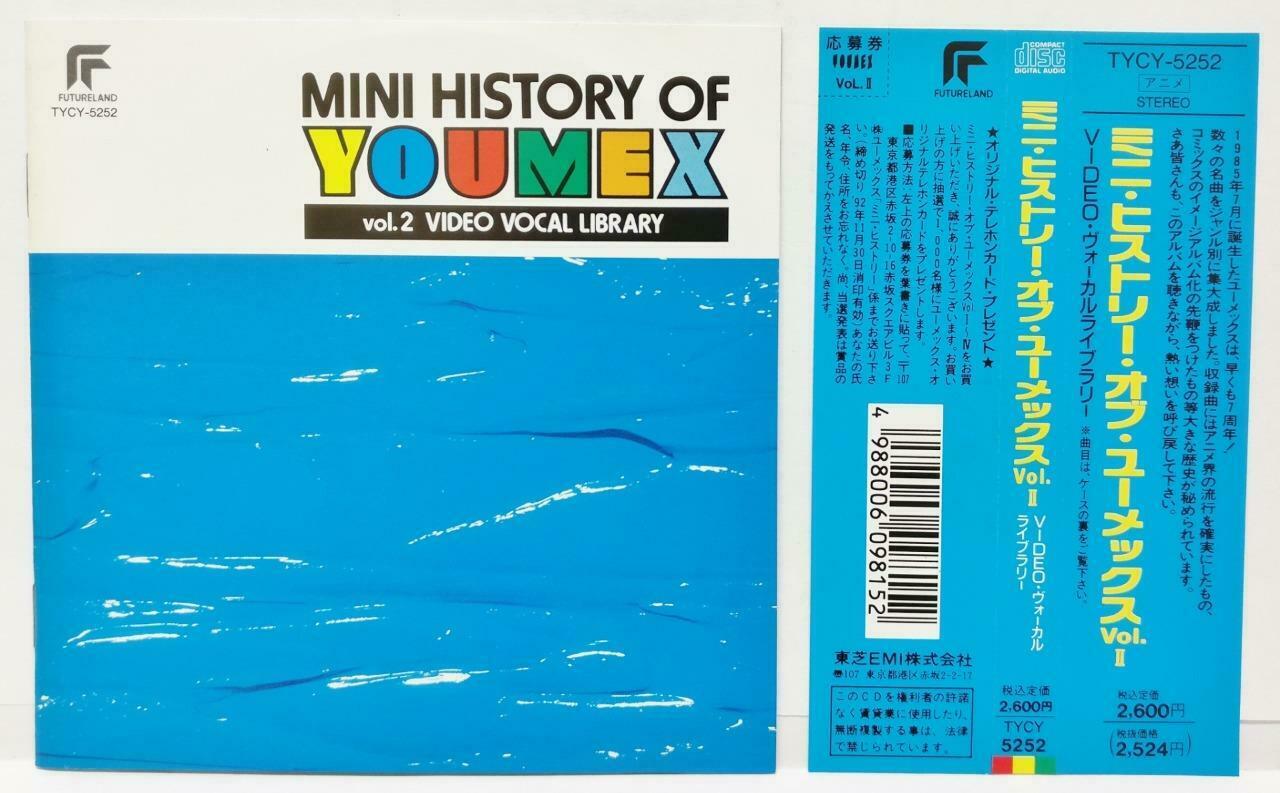 FUTURELAND
TYCY-5252
MINI HISTORY OF
YOUMEX
vol.2 VIDEO VOCAL LIBRARY
応募券
YOUMEX
VoL.Ⅱ
FUTURELAND
★オリジナル・テレホンカード・プレゼント★
ミニ・ヒストリー・オブ・ユーメックスVol Ⅰ〜Ⅳをお買
い上げいただき、誠にありがとうございます。お買い
上げの方に抽選で1,000名様にユーメックス・オ
リジナルテレホンカードをプレゼントします。
■応募方法/左上の応募券を葉書きに貼って、〒107
東京都港区赤坂2-10-16赤坂スクエアビル3F
㈱ユーメックス「ミニ・ヒストリー」係までお送り下さ
い。(締め切り92年11月30日消印有効)あなたの氏
名、年令、住所をお忘れなく。尚、当選発表は賞品の
発送をもってかえさせていただきます。
4 988006 098152
東芝EMI株式会社
〠107 東京都港区赤坂2-2-17
このCDを権利者の許諾
なく賃貸業に使用したり、
無断複製する事は、法律
で禁じられています。
COMPACT
disc
DIGITAL AUDIO
ミニ・ヒストリー・オブ・ユーメックスVol.Ⅱ
VIDEO・ヴォーカル
ライブラリー
税込定価
2,600円
TYCY
5252
TYCY-5252
アニメ
STEREO
1985年7月に誕生したユーメックスは、早くも7周年!
数々の名曲をジャンル別に集大成しました。収録曲にはアニメ界の流行を確実にしたもの、
コミックスのイメージアルバム化の先鞭をつけたもの等大きな歴史が秘められています。
さあ皆さんも、このアルバムを聴きながら、熱い想いを呼び戻して下さい。
ミニ・ヒストリー・オブ・ユーメックスVol.Ⅱ
VIDEO・ヴォーカルライブラリー ※曲目は、ケースの裏をご覧下さい。
税込定価
2,600円
(税抜価格
2,524円)